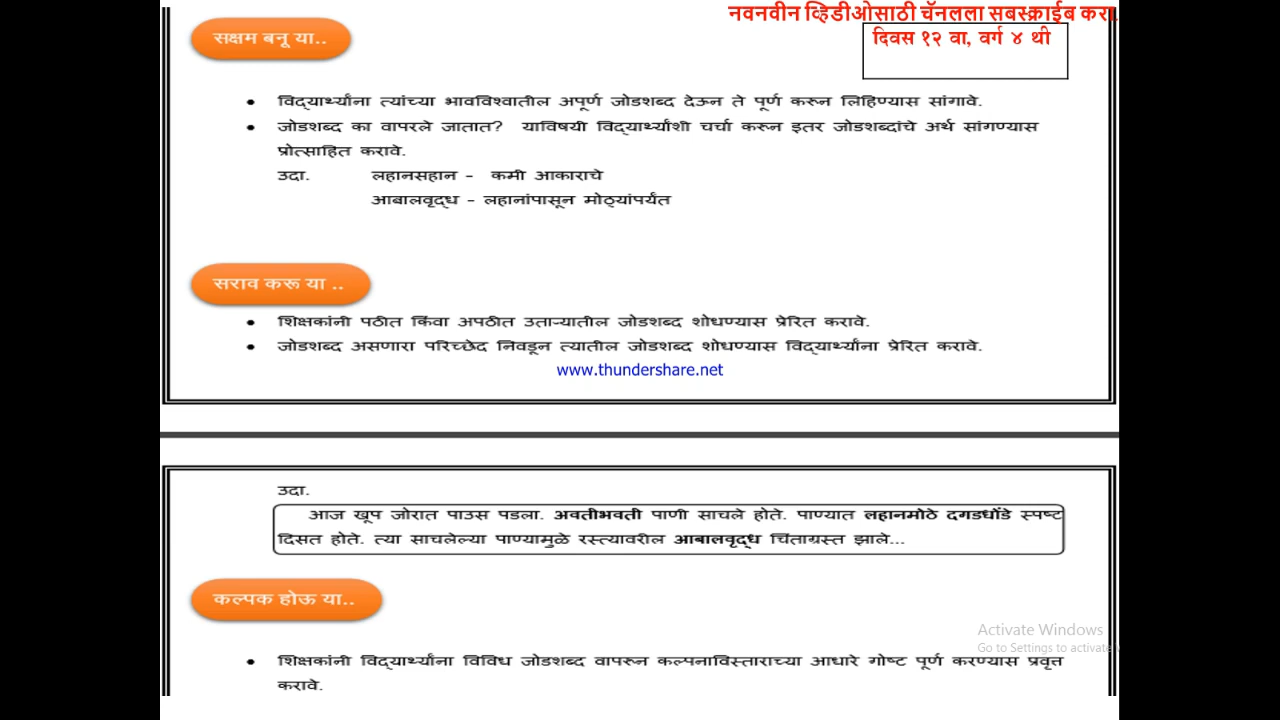 नवनवीन व्हिडीओसाठी चॅनलला सबस्क्राईब करा.
सक्षम बनू या..
दिवस १२ वा, वर्ग ४ थी
• विद्यार्थ्यांना त्यांच्या भावविश्वातील अपूर्ण जोडशब्द देऊन ते पूर्ण करुन लिहिण्यास सांगावे.
• जोडशब्द का वापरले जातात? याविषयी विद्यार्थ्यांशी चर्चा करुन इतर जोडशब्दांचे अर्थ सांगण्यास
प्रोत्साहित करावे.
उदा. लहानसहान - कमी आकाराचे
आबालवृद्ध - लहानांपासून मोठ्यांपर्यंत
सराव करू या ..
• शिक्षकांनी पठीत किंवा अपठीत उताऱ्यातील जोडशब्द शोधण्यास प्रेरित करावे.
• जोडशब्द असणारा परिच्छेद निवडून त्यातील जोडशब्द शोधण्यास विद्यार्थ्यांना प्रेरित करावे.
www.thundershare.net
उदा.
आज खूप जोरात पाउस पडला. अवतीभवती पाणी साचले होते. पाण्यात लहानमोठे दगडधोंडे स्पष्ट
दिसत होते. त्या साचलेल्या पाण्यामुळे रस्त्यावरील आबालवृद्ध चिंताग्रस्त झाले...
कल्पक होऊ या..
Activate Windows
Go to Settings to activate W
• शिक्षकांनी विद्यार्थ्यांना विविध जोडशब्द वापरुन कल्पनाविस्ताराच्या आधारे गोष्ट पूर्ण करण्यास प्रवृत्त
करावे.